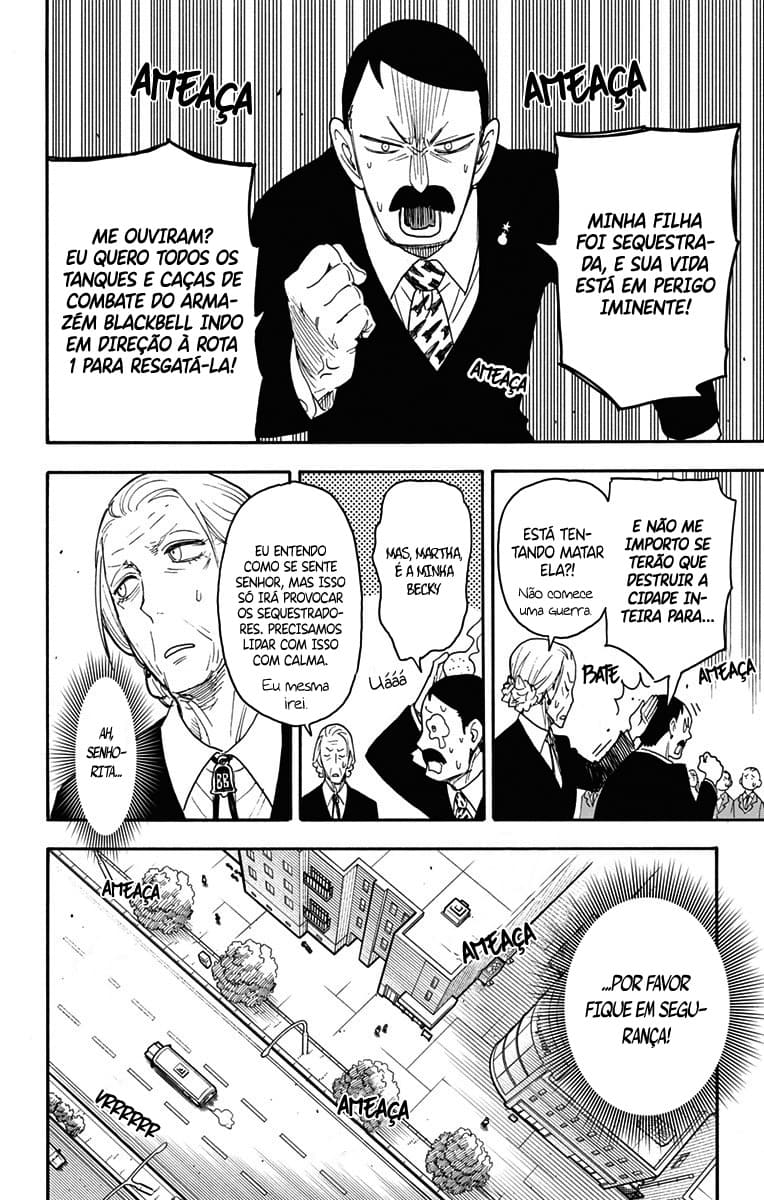 AMEAÇA
AMEAÇA
MINHA FILHA
FOI SEQUESTRA-
DA, E SUA VIDA
ESTÁ EM PERIGO
IMINENTE!
ME OUVIRAM?
EU QUERO TODOS OS
TANQUES E CAÇAS DE
COMBATE DO ARMA-
ZÉM BLACKBELL INDO
EM DIREÇÃO À ROTA
1 PARA RESGATÁ-LA!
AMEAÇA
E NÃO ME
IMPORTO SE
TERÃO QUE
DESTRUIR A
CIDADE IN-
TEIRA PARA...
ESTÁ TEN-
TANDO MATAR
ELA?!
Não comece
uma guerra.
BATE
AMEAÇA
MAS, MARTHA,
É A MINHA
BECKY
Uááá
EU ENTENDO
COMO SE SENTE
SENHOR, MAS ISSO
SÓ IRÁ PROVOCAR
OS SEQUESTRADO-
RES. PRECISAMOS
LIDAR COM ISSO
COM CALMA.
Eu mesma
irei.
AH,
SENHO-
RITA...
BB
AMEAÇA
AMEAÇA
...POR FAVOR
FIQUE EM SEGU-
RANÇA!
VRRRRRR
AMEAÇA